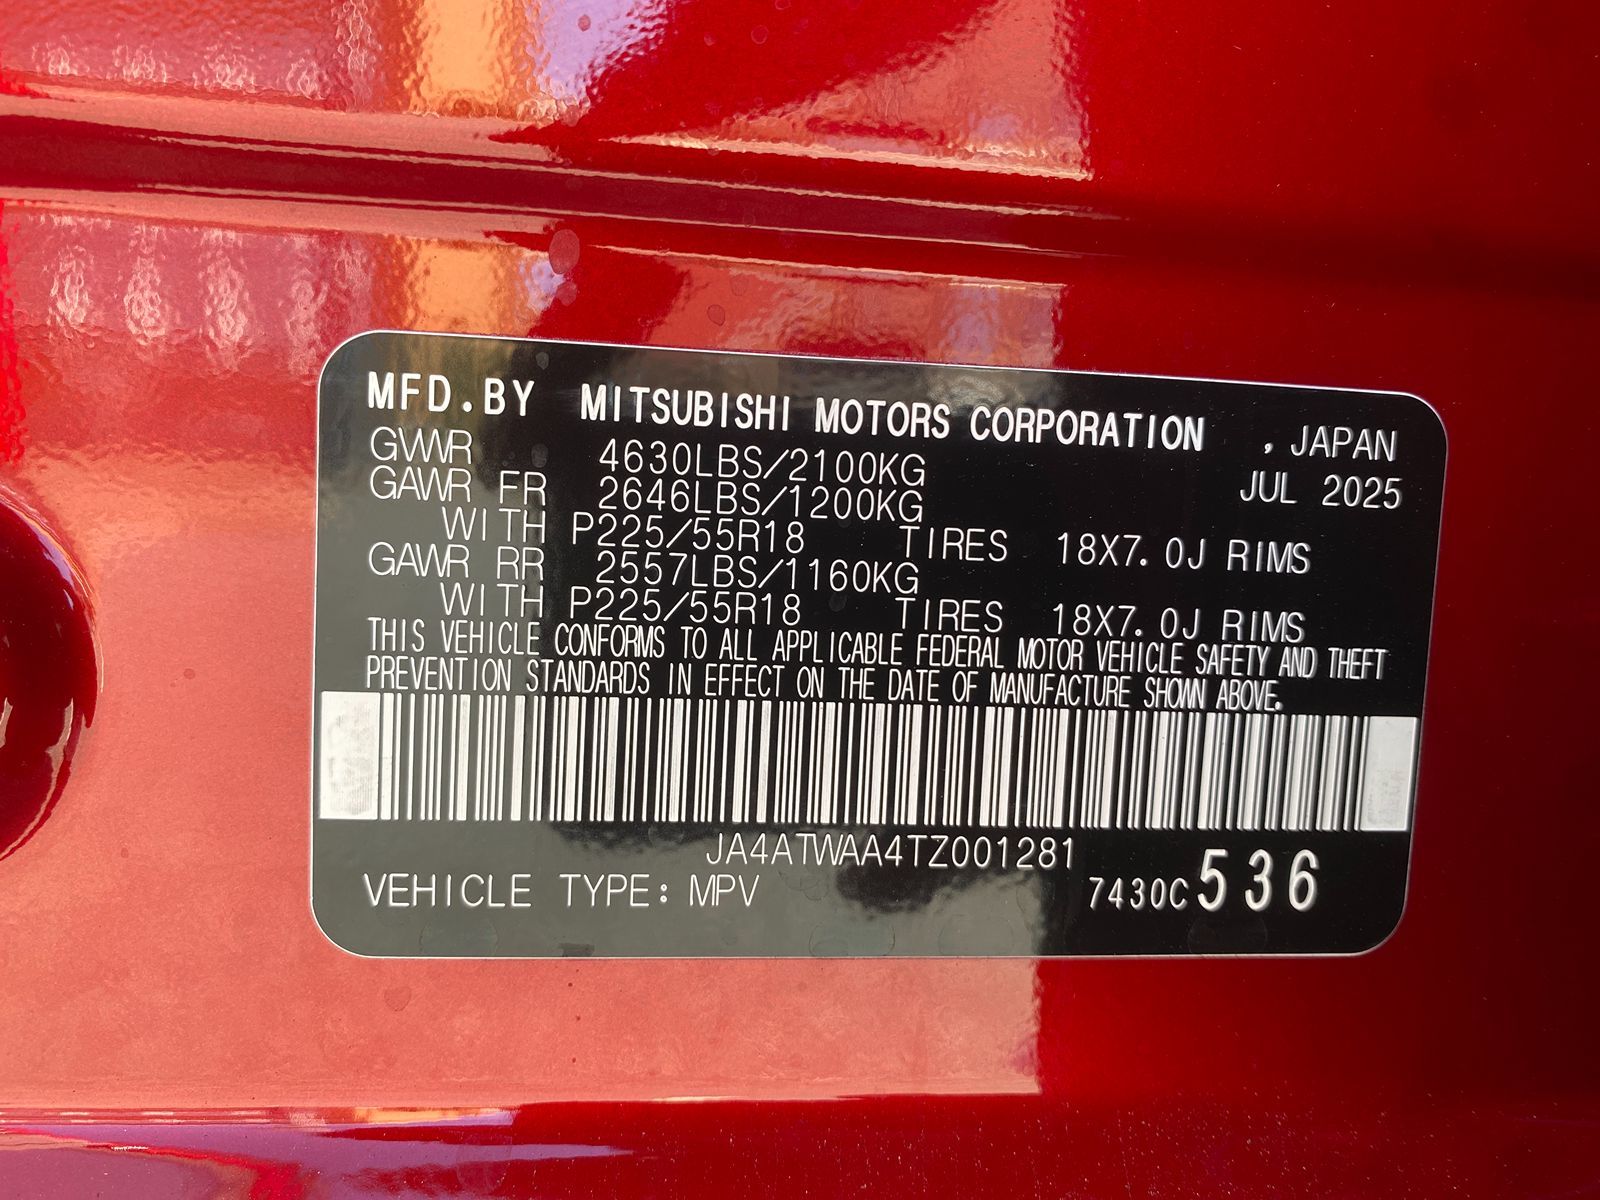 MFD.BY MITSUBISHI MOTORS CORPORATION , JAPAN
GVWR 4630LBS/2100KG JUL 2025
GAWR FR 2646LBS/1200KG
WITH P225/55R18 TIRES 18X7.0J RIMS
GAWR RR 2557LBS/1160KG
WITH P225/55R18 TIRES 18X7.0J RIMS
THIS VEHICLE CONFORMS TO ALL APPLICABLE FEDERAL MOTOR VEHICLE SAFETY AND THEFT
PREVENTION STANDARDS IN EFFECT ON THE DATE OF MANUFACTURE SHOWN ABOVE.
JA4ATWAA4TZ001281
VEHICLE TYPE: MPV 7430C 536